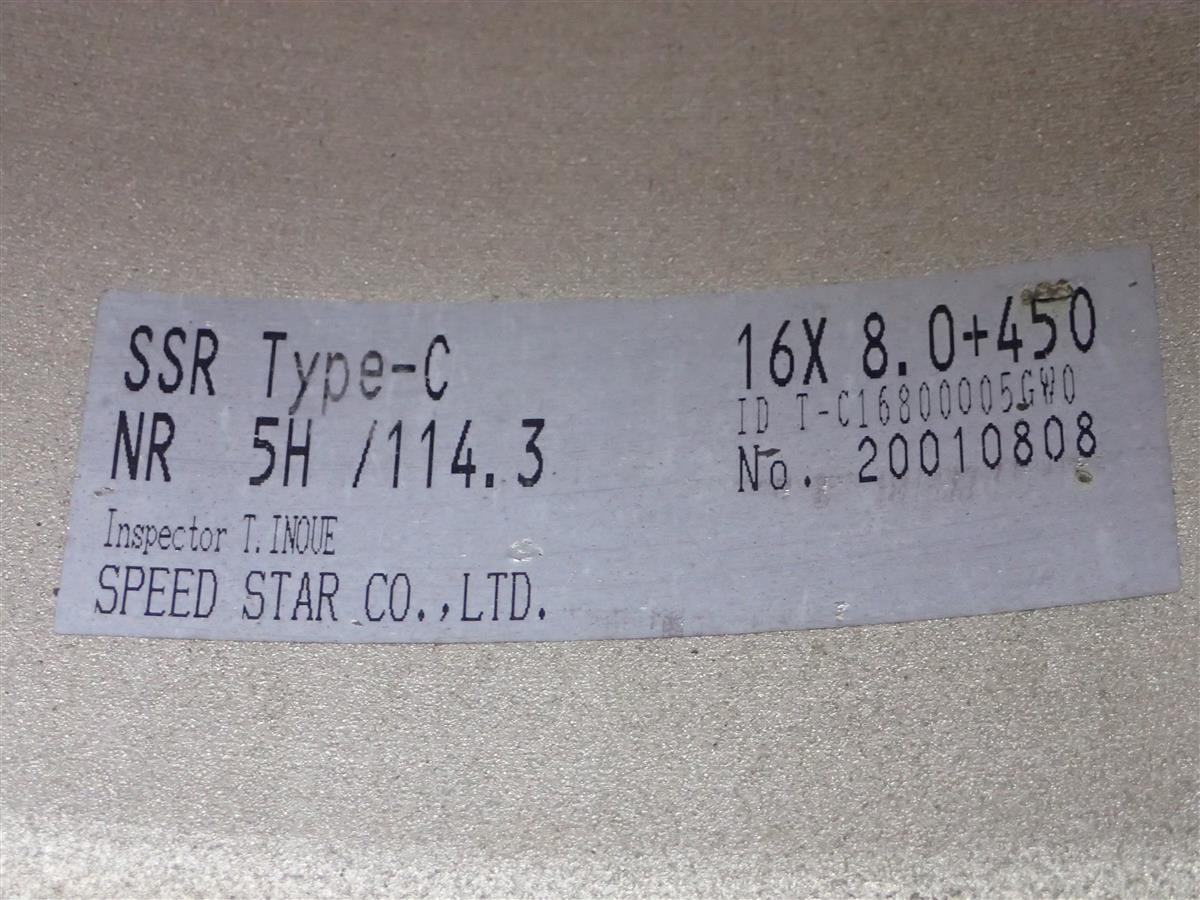 SSR Type-C
16X 8.0+450
ID T-C16800005GW0
NR 5H /114.3
No. 20010808
Inspector T.INOUE
SPEED STAR CO.,LTD.